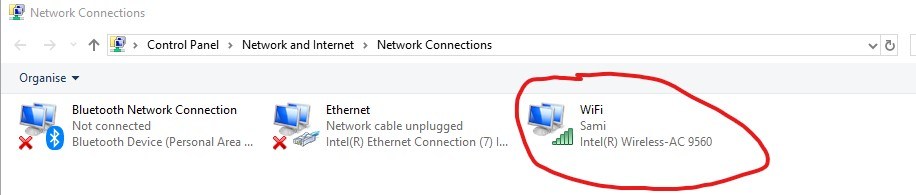 Network Connections
Control Panel > Network and Internet > Network Connections
Organise
Bluetooth Network Connection
Not connected
Bluetooth Device (Personal Area ...
Ethernet
Network cable unplugged
Intel(R) Ethernet Connection (7) I...
WiFi
Sami
Intel(R) Wireless-AC 9560